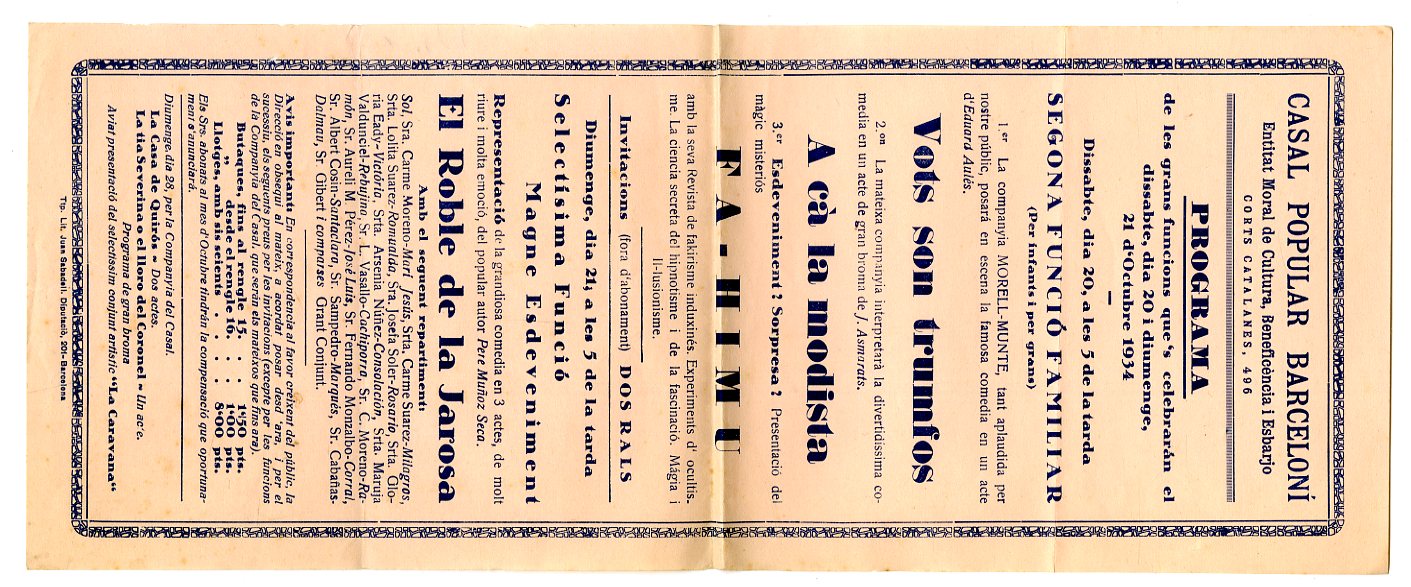 CASAL POPULAR BARCELONÍ
Entitat Moral de Cultura, Beneficència i Esbarjo
CORTS CATALANES, 496
PROGRAMA
de les grans funcions que's celebrarán el
dissabte, dia 20 i diumenge,
21 d'Octubre 1934
Dissabte, dia 20, a les 5 de la tarda
SEGONA FUNCIÓ FAMILIAR
(Per infants i per grans)
1.er La companyia MORELL-MUNTE, tant aplaudida per
nostre públic, posará en escena la famosa comedia en un acte
d'Eduard Aulés.
Vots son trumfos
2.on La mateixa companyia interpretarà la divertidissima co-
media en un acte de gran broma de J. Asmarats.
A cà la modista
3.er Esdeveniment? Sorpresa? Presentació del
màgic misteriós
FA-HIMU
amb la seva Revista de fakirisme induxinés. Experiments d' ocultis-
me. La ciencia secreta del hipnotisme i de la fascinació. Mágia i
Il-lusionisme.
Invitacions (fora d'abonament) DOS RALS
Diumenge, dia 21; a les 5 de la tarda
Selectísima Funció
Magne Esdeveniment
Representació de la grandiosa comedia en 3 actes, de molt
riure i molta emoció, del popular autor Pere Muñoz Seca.
El Roble de la Jarosa
Amb el seguent repartiment:
Sol, Sra. Carme Moreno-Marí Jesús, Srta. Carme Suarez-Milagros,
Srta. Lolita Suarez-Romualda, Sra. Josefa Soler-Rosario, Srta. Glo-
ria Eady-Victória, Srta. Arsenia Núñez-Consolación, Srta. Maruja
Valdunciel-Rebujina, Sr. L. Vasallo-Cachiporra, Sr. C. Moreno-Ra-
món, Sr. Aureli M. Pérez-José Luis, Sr. Fernando Monzalbo-Corral,
Sr. Albert Cosin-Santaclara, Sr. Sampedro-Marqués, Sr. Cabañas-
Dalmau, Sr. Gibert i comparses Grant Conjunt.
Avis important: En correspondencia al favor creixent del públic, la
Direcció en obsequi al mateix, a acordat posar desd 'ara, i per el
sucessiu, els seguents preus per les invitacions (excepte per les funcions
de la Companyia del Casal. que serán els mateixos que fins ara).
Butaques, fins al rengle 15. . . 1'50 pts.
„ desde el rengle 16. . . 1'00 pts.
Llotges, amb sis seients . . . . 8'00 pts.
Els Srs. abonats al mes d'Octubre tindrán la compensació que oportuna-
ment s'anunciará.
Diumenge, dia 28, per la Companyia del Casal.
La Casa de Quirós ~ Dos actes.
La tia Severina o el lloro del Coronel ~ Un acte.
Programa de gran broma
Aviat presentació del selectissim conjunt artistic "La Caravana"
Ttp. Lit. Juan Sabadell. Diputació, 201-Barcelona